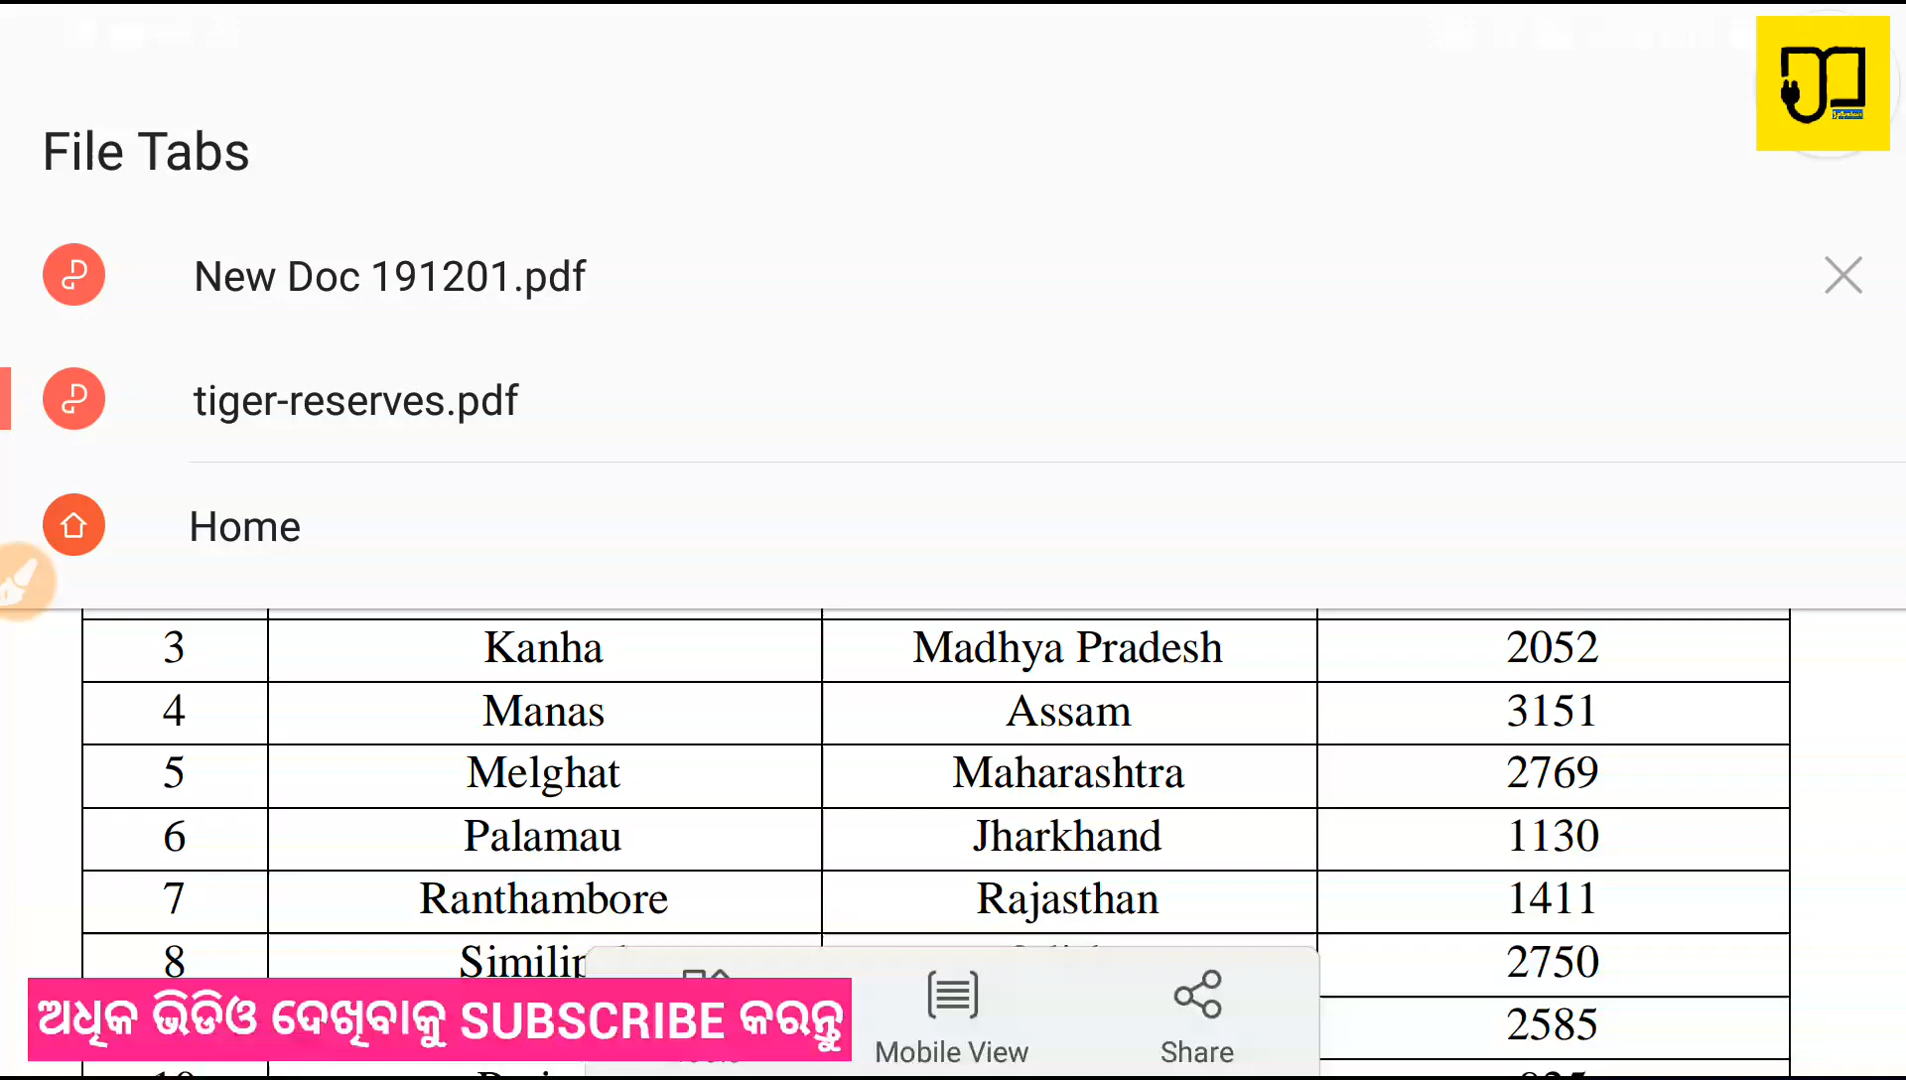 File Tabs
New Doc 191201.pdf
tiger-reserves.pdf
Home
3 Kanha Madhya Pradesh 2052
4 Manas Assam 3151
5 Melghat Maharashtra 2769
6 Palamau Jharkhand 1130
7 Ranthambore Rajasthan 1411
8 2750
2585
ଅଧିକ ଭିଡିଓ ଦେଖିବାକୁ SUBSCRIBE କରନ୍ତୁ
Mobile View Share